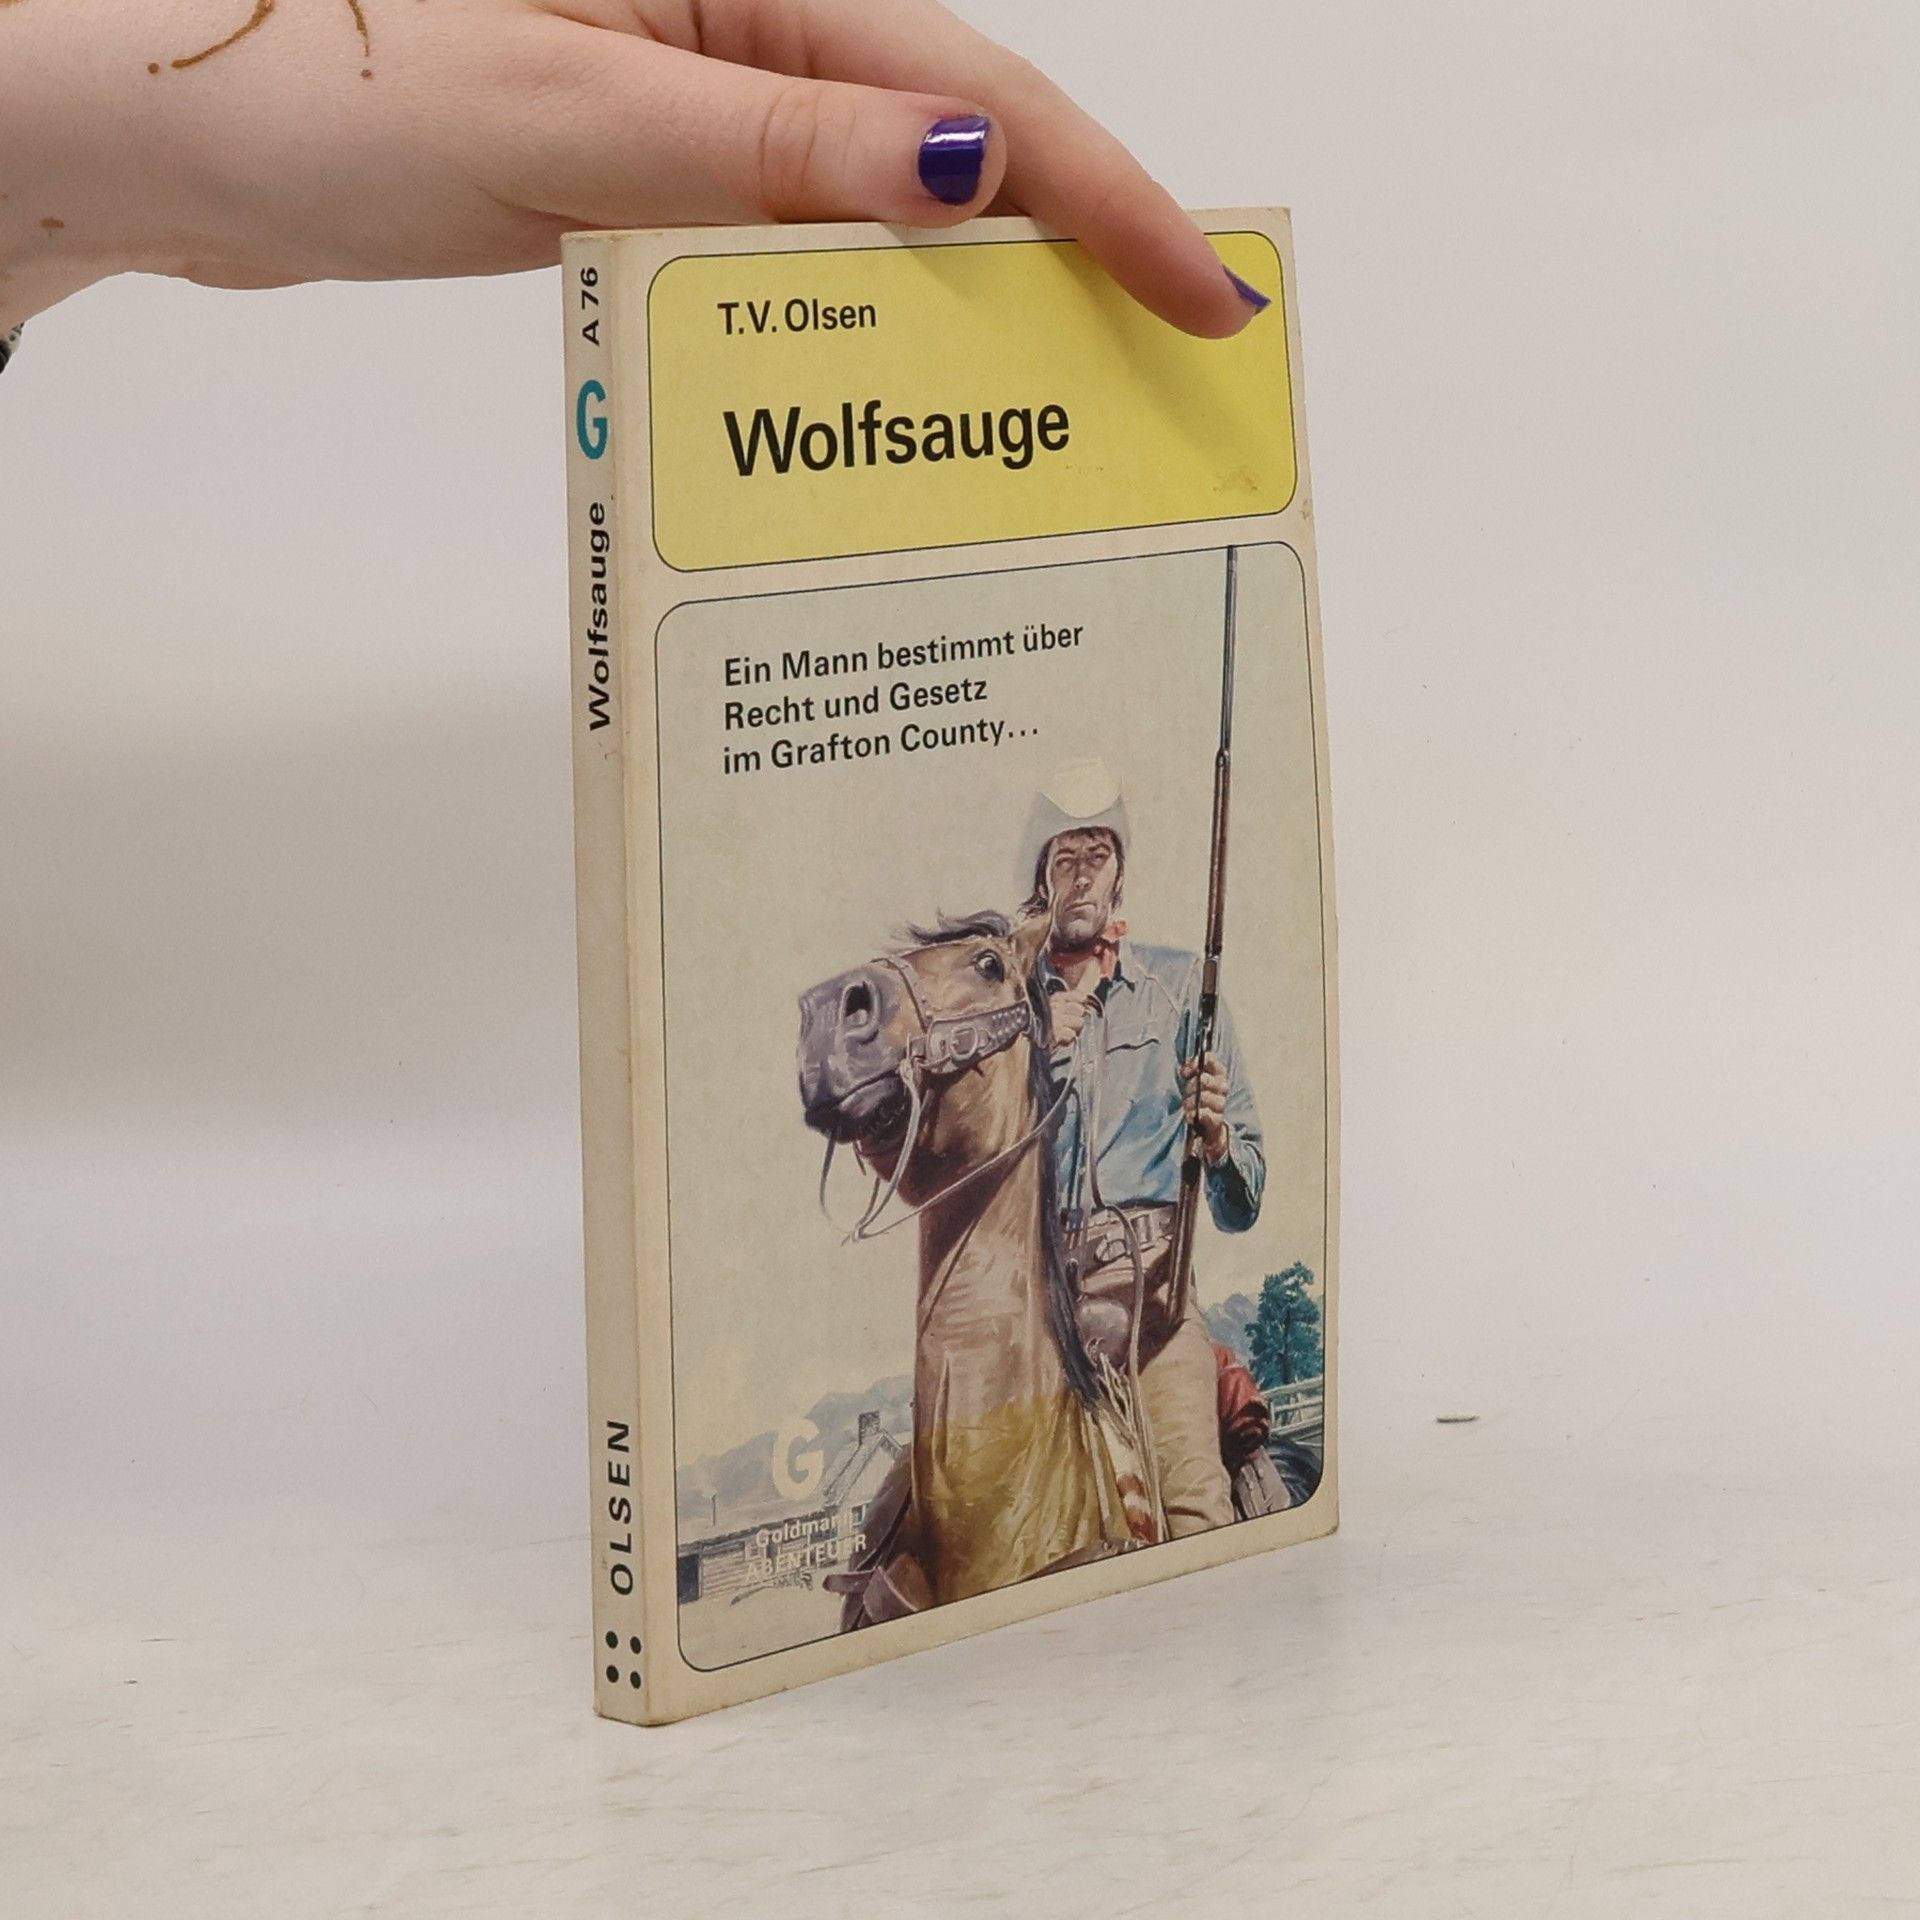 A 76
G
Wolfsauge
OLSEN
T.V. Olsen
Wolfsauge
Ein Mann bestimmt über
Recht und Gesetz
im Grafton County...
G
Goldmann
ABENTEUER